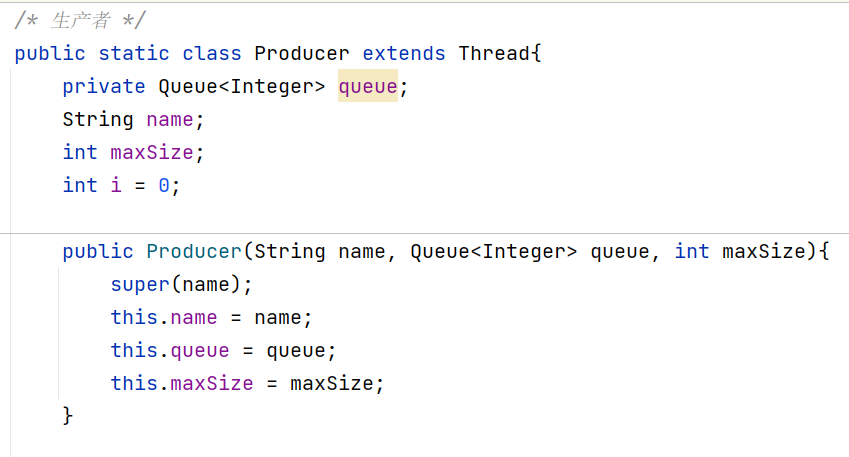 /* 生产者 */
public static class Producer extends Thread{
    private Queue<Integer> queue;
    String name;
    int maxSize;
    int i = 0;
    public Producer(String name, Queue<Integer> queue, int maxSize){
        super(name);
        this.name = name;
        this.queue = queue;
        this.maxSize = maxSize;
    }